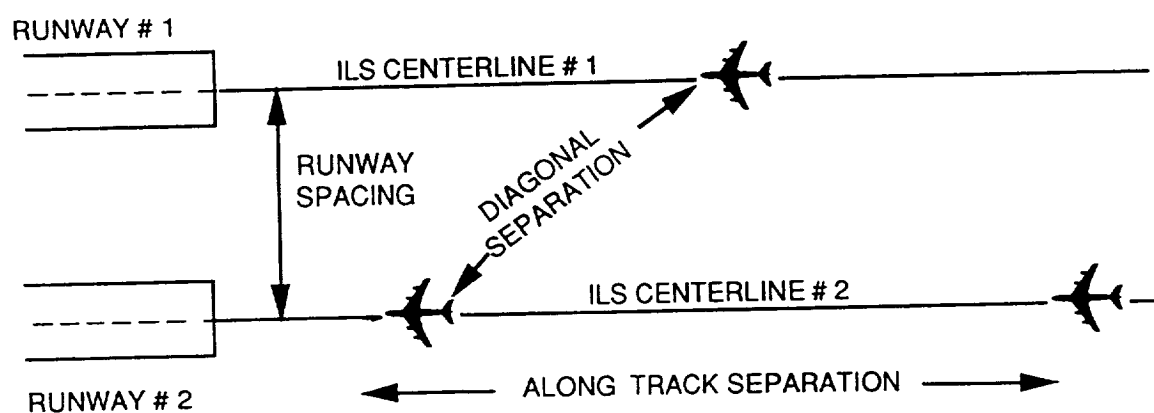 RUNWAY # 1
ILS CENTERLINE # 1
RUNWAY
SPACING
DIAGONAL
SEPARATION
ILS CENTERLINE # 2
ALONG TRACK SEPARATION
RUNWAY # 2